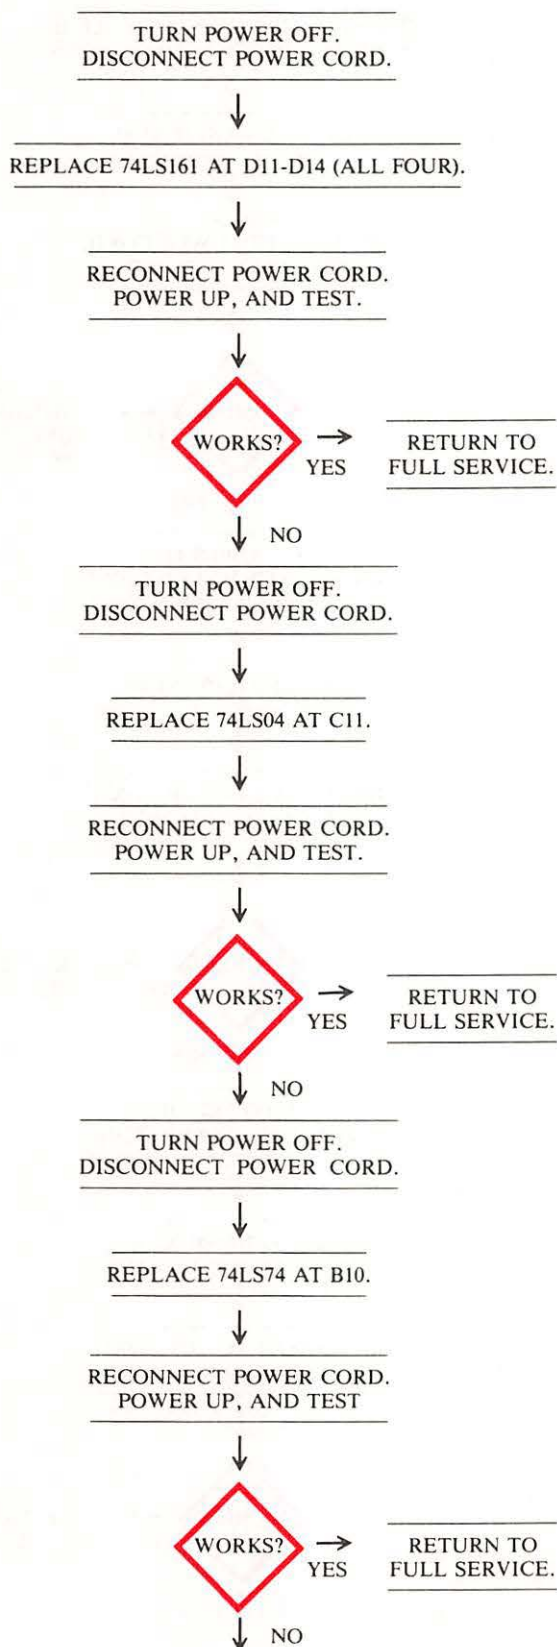 TURN POWER OFF.
DISCONNECT POWER CORD.
REPLACE 74LS161 AT D11-D14 (ALL FOUR).
RECONNECT POWER CORD.
POWER UP, AND TEST.
WORKS?
YES
RETURN TO
FULL SERVICE.
NO
TURN POWER OFF.
DISCONNECT POWER CORD.
REPLACE 74LS04 AT C11.
RECONNECT POWER CORD.
POWER UP, AND TEST.
WORKS?
YES
RETURN TO
FULL SERVICE.
NO
TURN POWER OFF.
DISCONNECT POWER CORD.
REPLACE 74LS74 AT B10.
RECONNECT POWER CORD.
POWER UP, AND TEST
WORKS?
YES
RETURN TO
FULL SERVICE.
NO